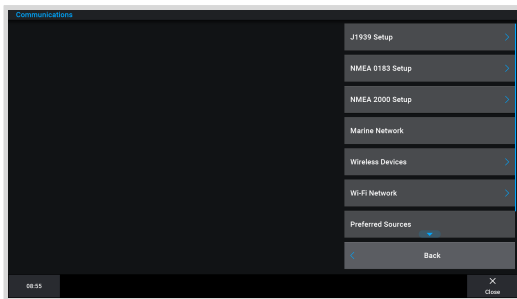 Communications
J1939 Setup
NMEA 0183 Setup
NMEA 2000 Setup
Marine Network
Wireless Devices
Wi-Fi Network
Preferred Sources
Back
08:55
Close